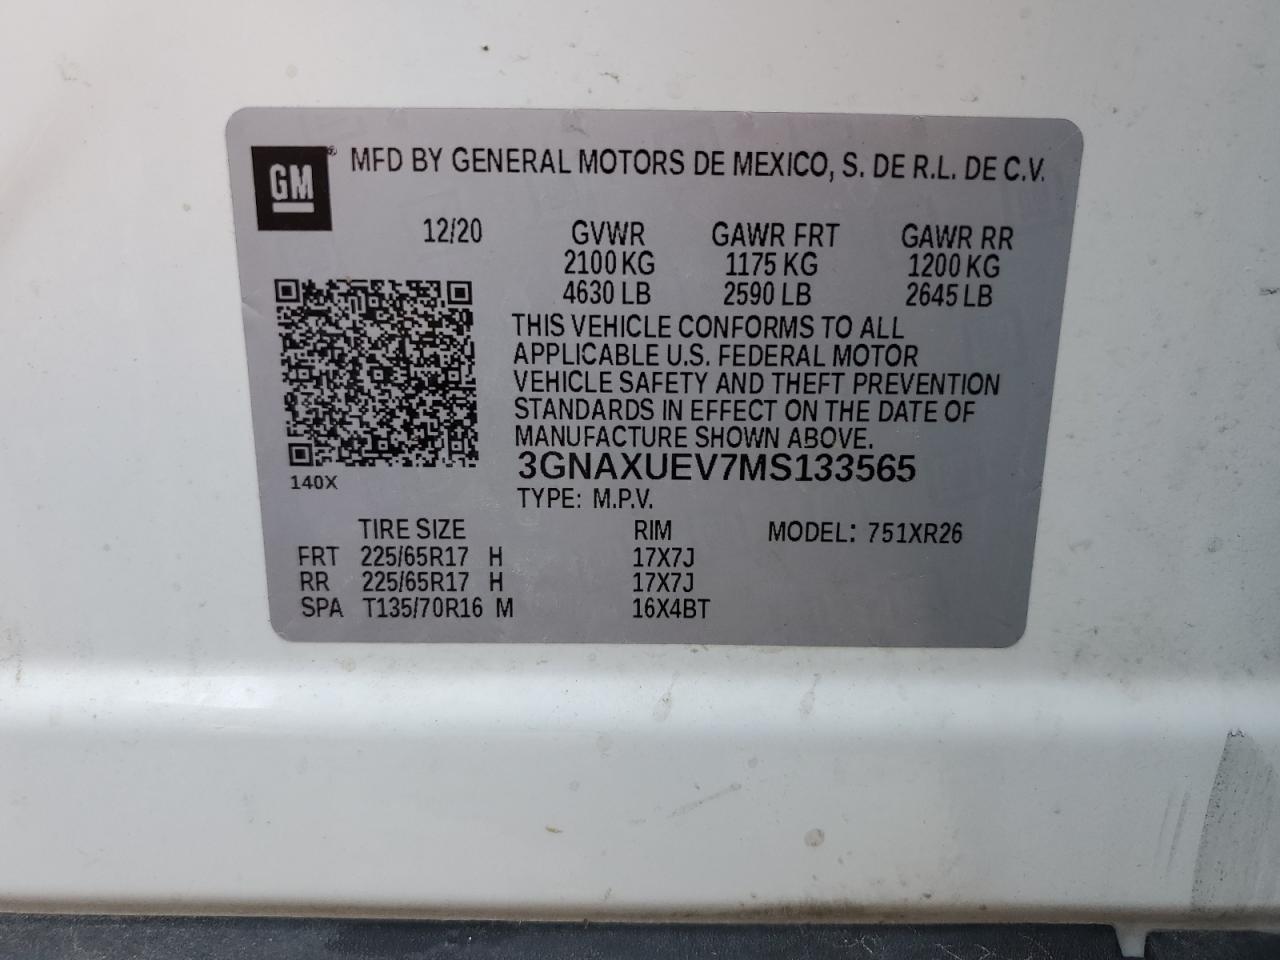 GM® MFD BY GENERAL MOTORS DE MEXICO, S. DE R.L. DE C.V.
12/20 GVWR GAWR FRT GAWR RR
2100 KG 1175 KG 1200 KG
4630 LB 2590 LB 2645 LB
THIS VEHICLE CONFORMS TO ALL
APPLICABLE U.S. FEDERAL MOTOR
VEHICLE SAFETY AND THEFT PREVENTION
STANDARDS IN EFFECT ON THE DATE OF
MANUFACTURE SHOWN ABOVE.
3GNAXUEV7MS133565
140X
TYPE: M.P.V.
TIRE SIZE RIM MODEL: 751XR26
FRT 225/65R17 H 17X7J
RR 225/65R17 H 17X7J
SPA T135/70R16 M 16X4BT